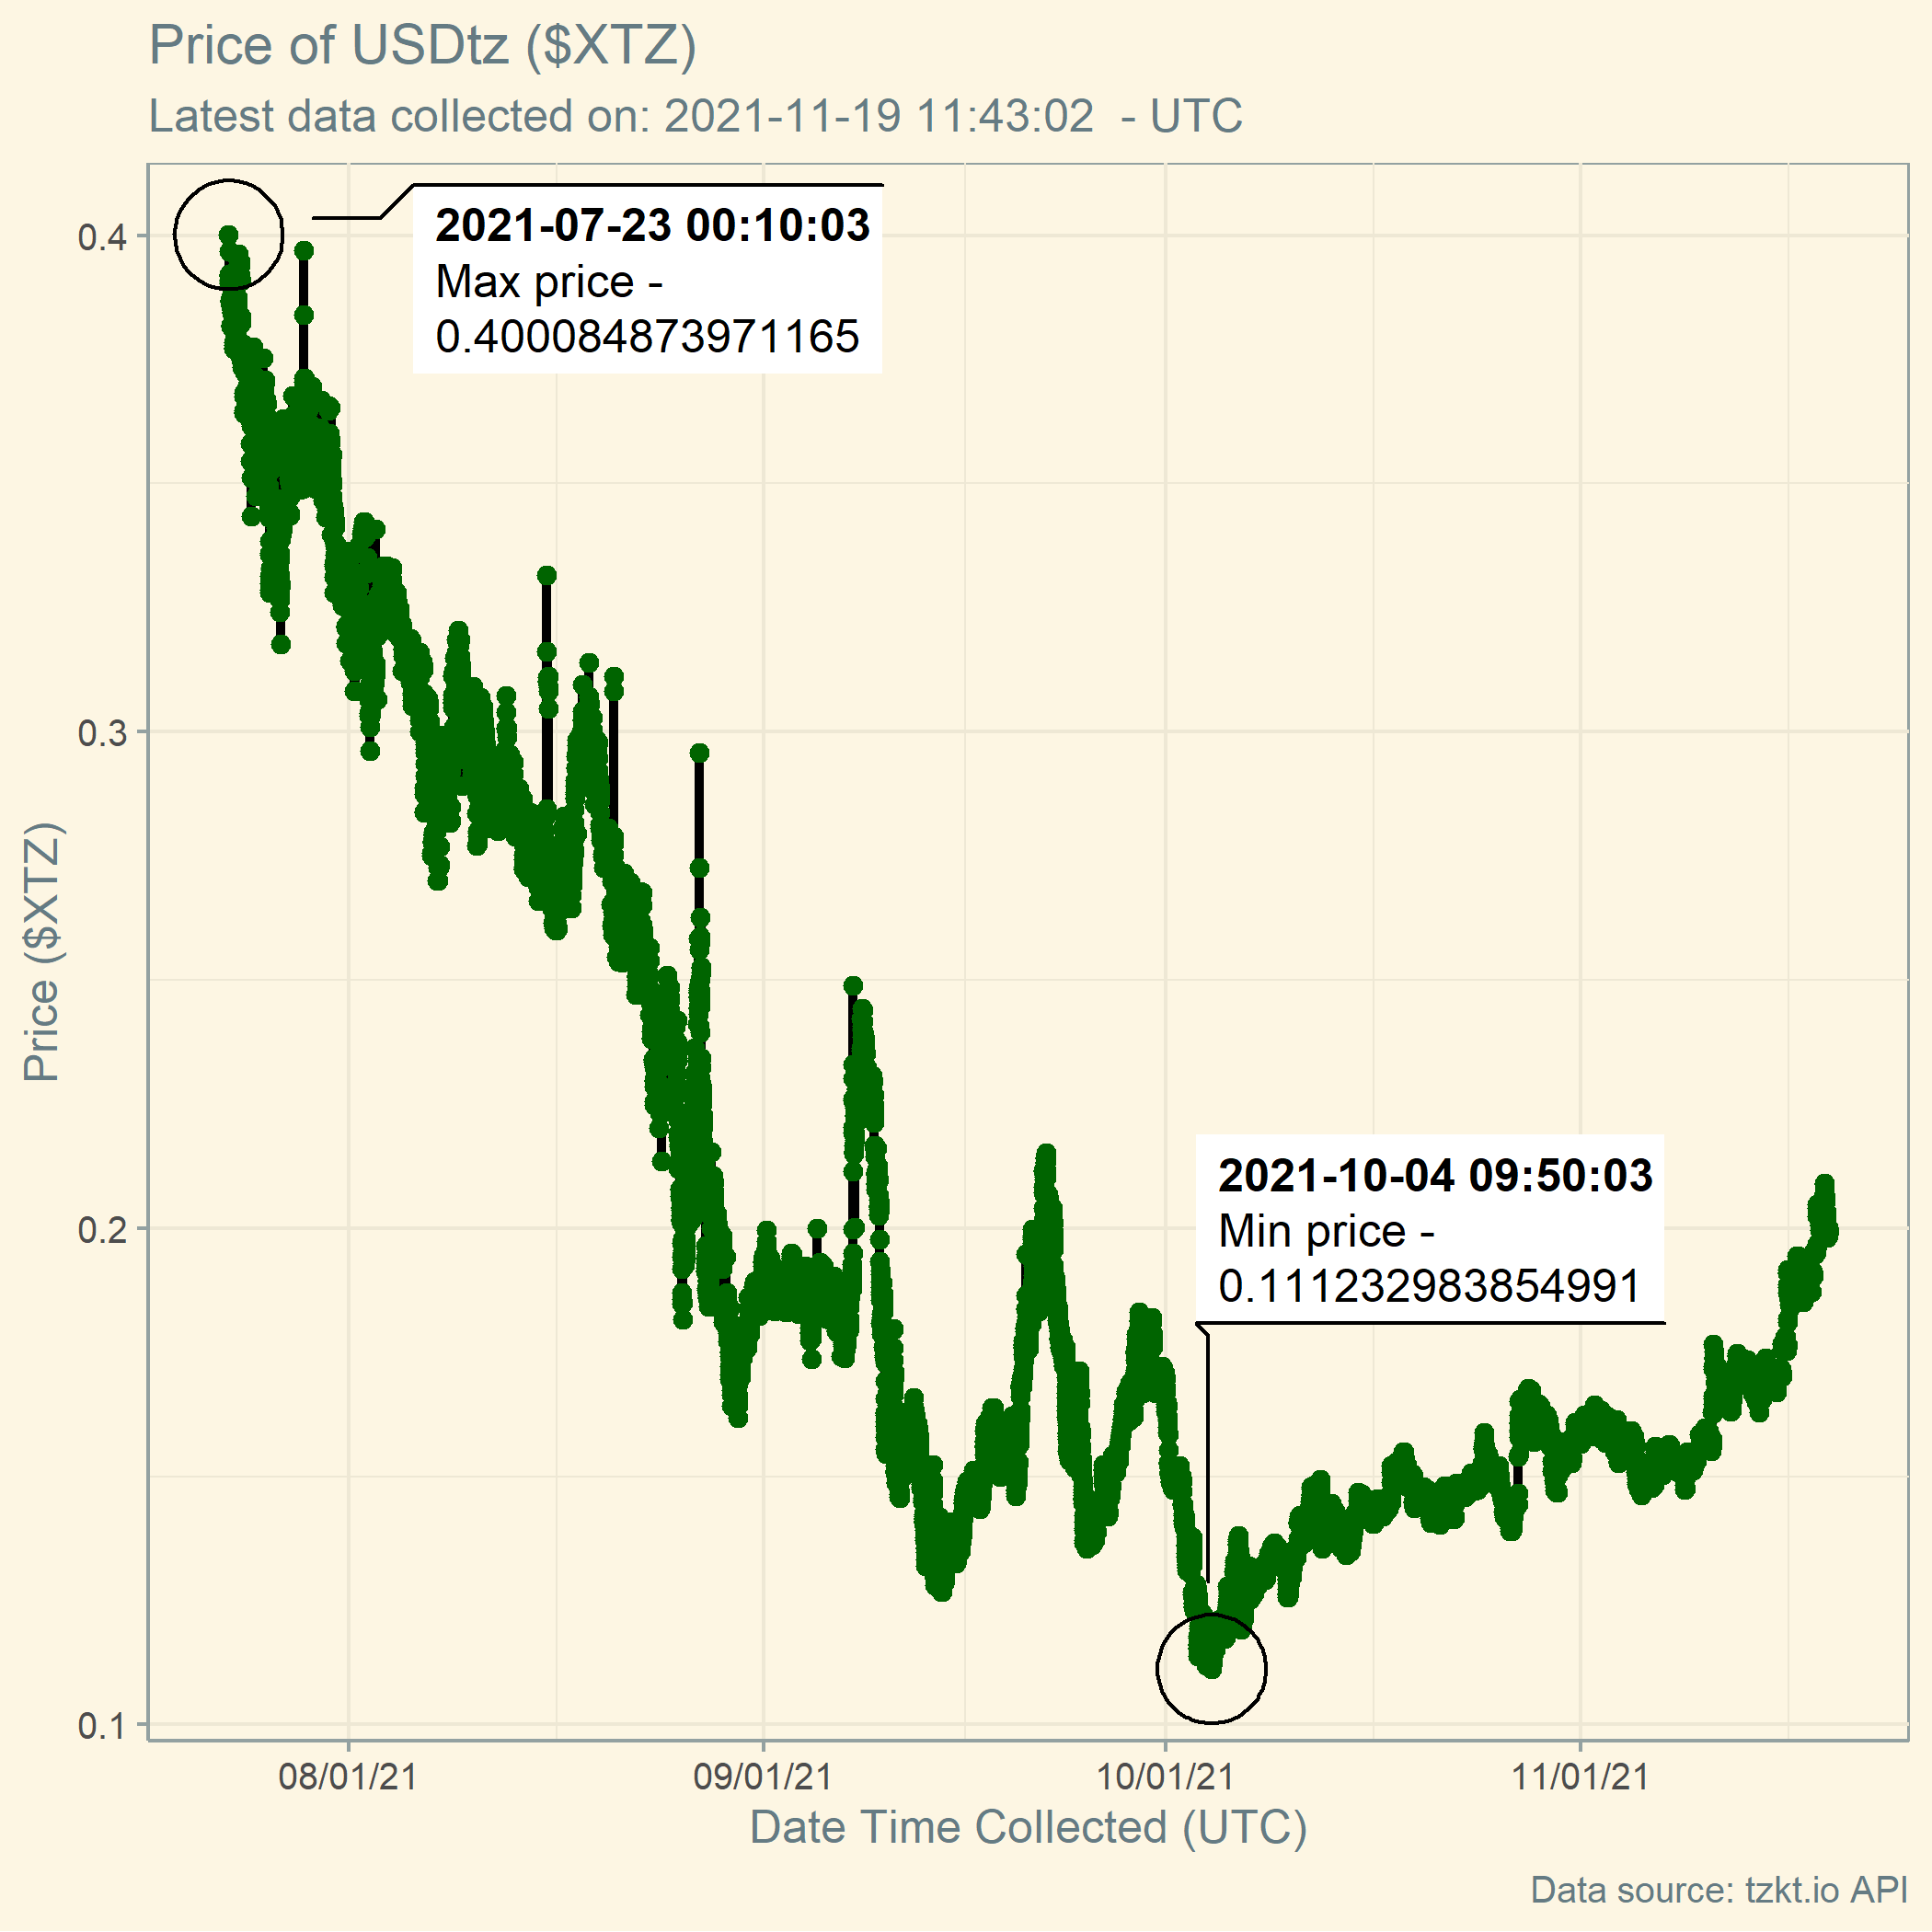 Price of USDtz ($XTZ)
Latest data collected on: 2021-11-19 11:43:02  - UTC
2021-07-23 00:10:03
Max price -
0.400084873971165
0.4
0.3
0.2
0.1
Price ($XTZ)
2021-10-04 09:50:03
Min price -
0.111232983854991
08/01/21
09/01/21
10/01/21
11/01/21
Date Time Collected (UTC)
Data source: tzkt.io API